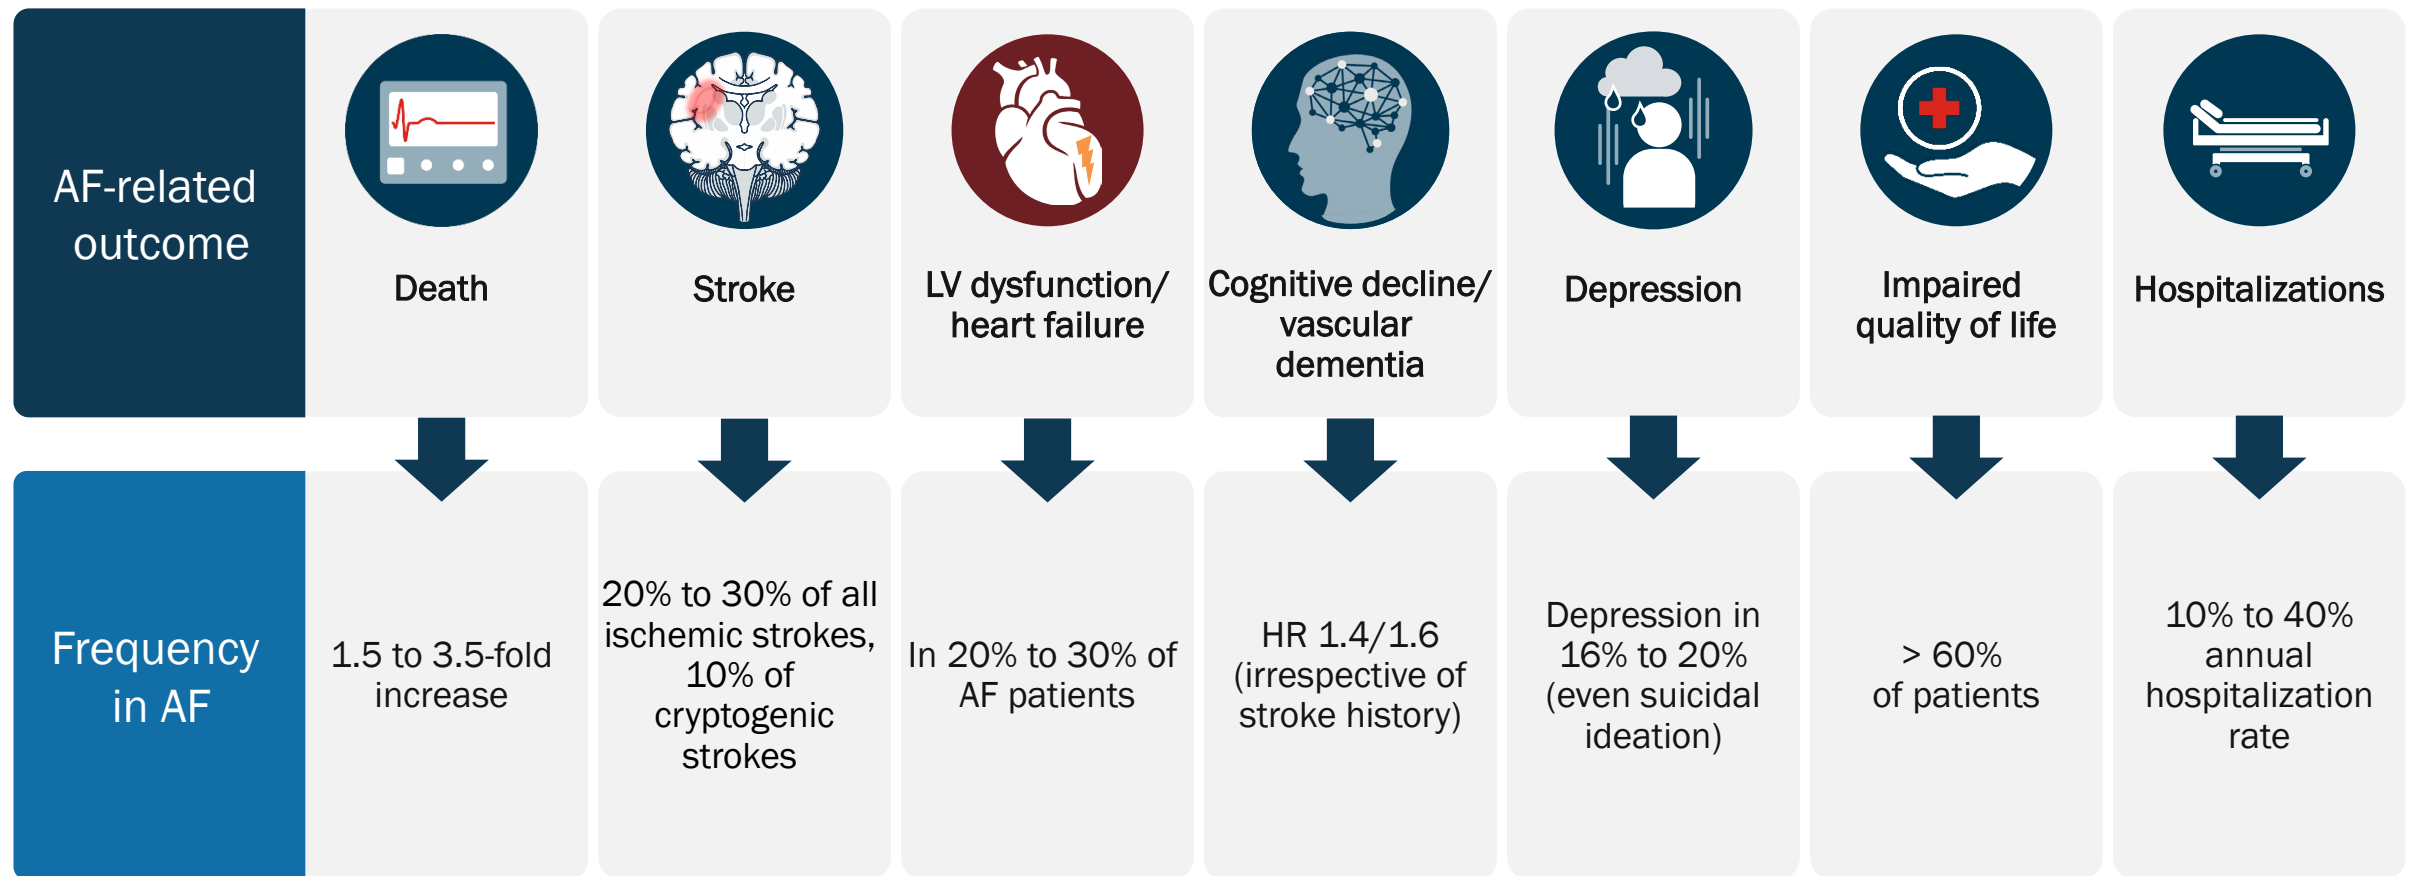 AF-related
outcome
Death
Stroke
LV dysfunction/
heart failure
Cognitive decline/
vascular
dementia
Depression
Impaired
quality of life
Hospitalizations
Frequency
in AF
1.5 to 3.5-fold
increase
20% to 30% of all
ischemic strokes,
10% of
cryptogenic
strokes
In 20% to 30% of
AF patients
HR 1.4/1.6
(irrespective of
stroke history)
Depression in
16% to 20%
(even suicidal
ideation)
> 60%
of patients
10% to 40%
annual
hospitalization
rate